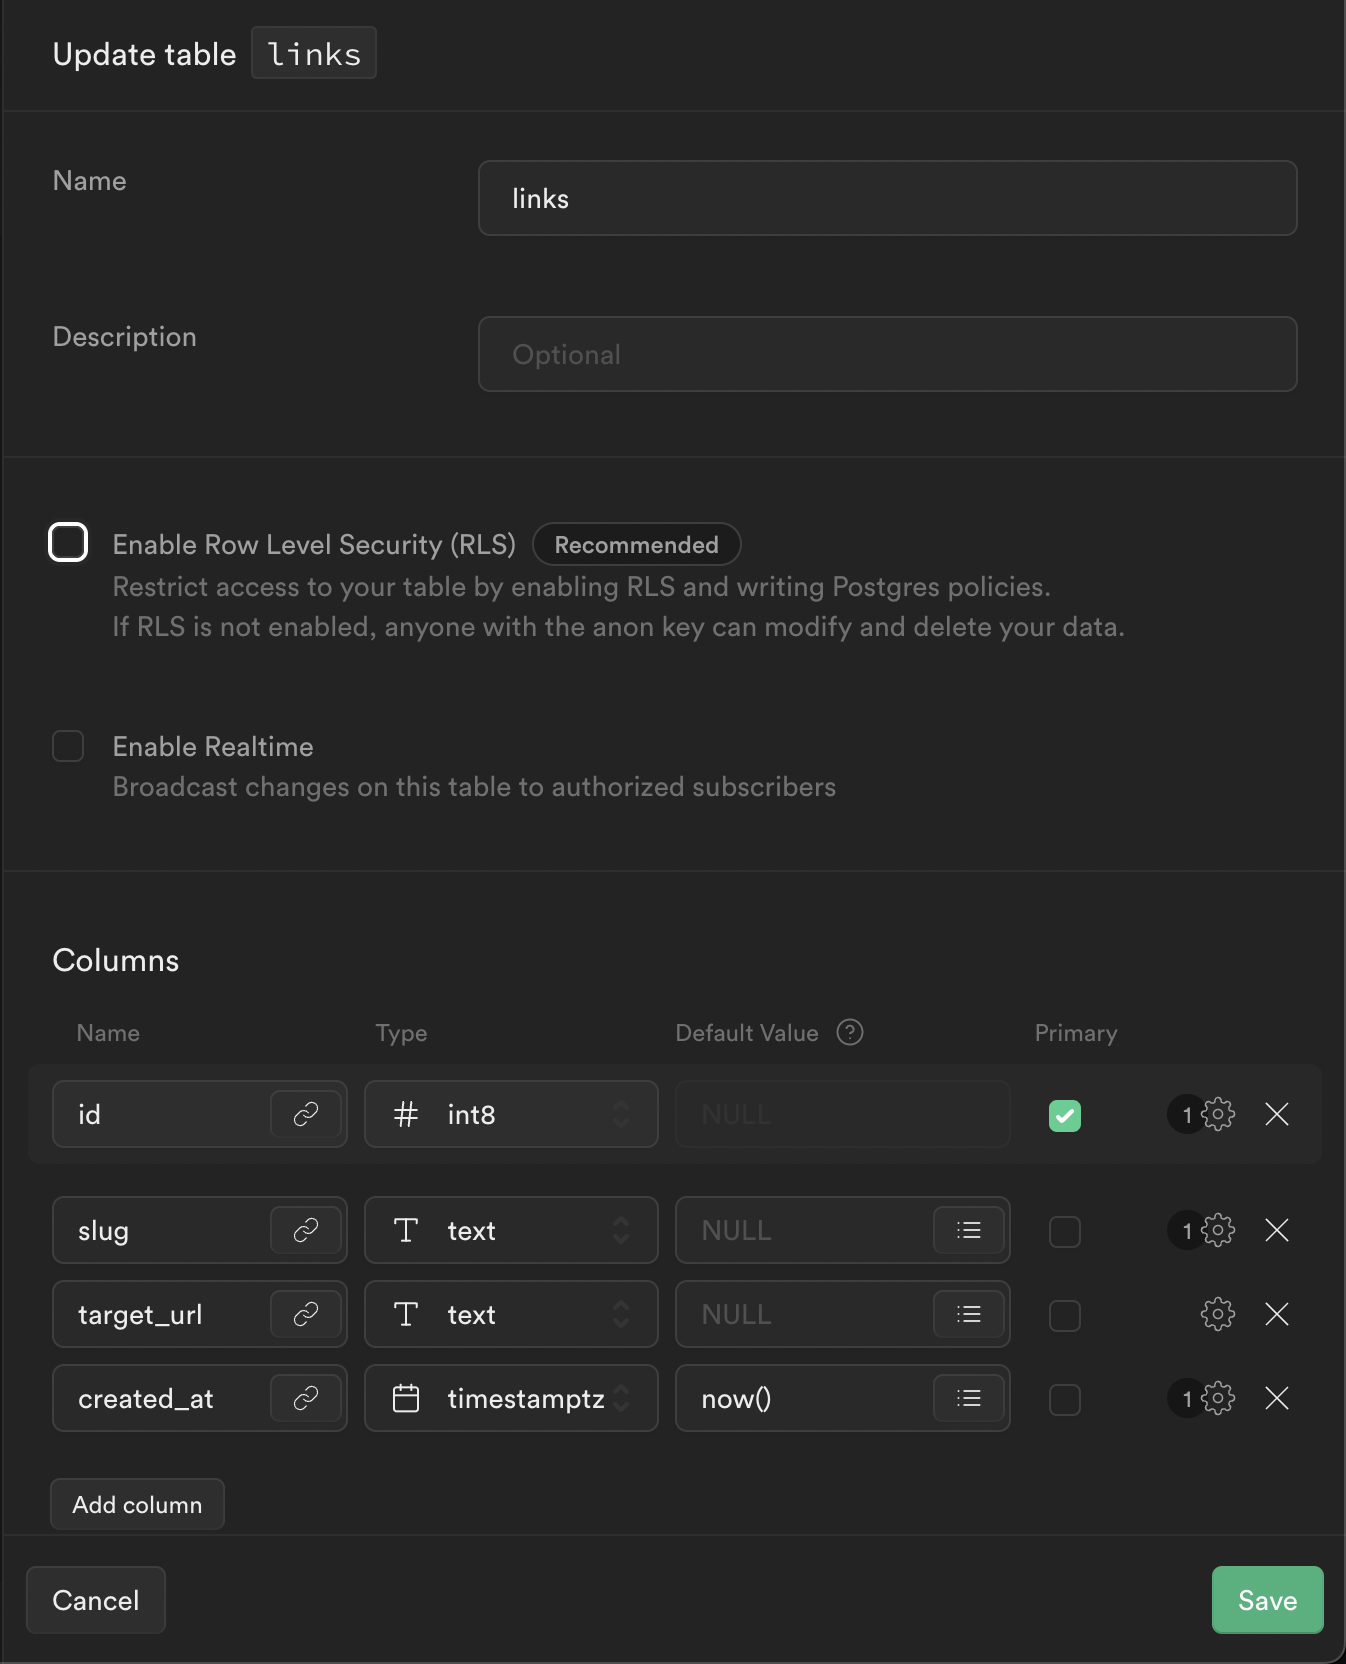 Update table links
Name
links
Description
Optional
Enable Row Level Security (RLS) Recommended
Restrict access to your table by enabling RLS and writing Postgres policies.
If RLS is not enabled, anyone with the anon key can modify and delete your data.
Enable Realtime
Broadcast changes on this table to authorized subscribers
Columns
Name Type Default Value ? Primary
id # int8 NULL 1
slug T text NULL 1
target_url T text NULL
created_at timestamptz now() 1
Add column
Cancel Save